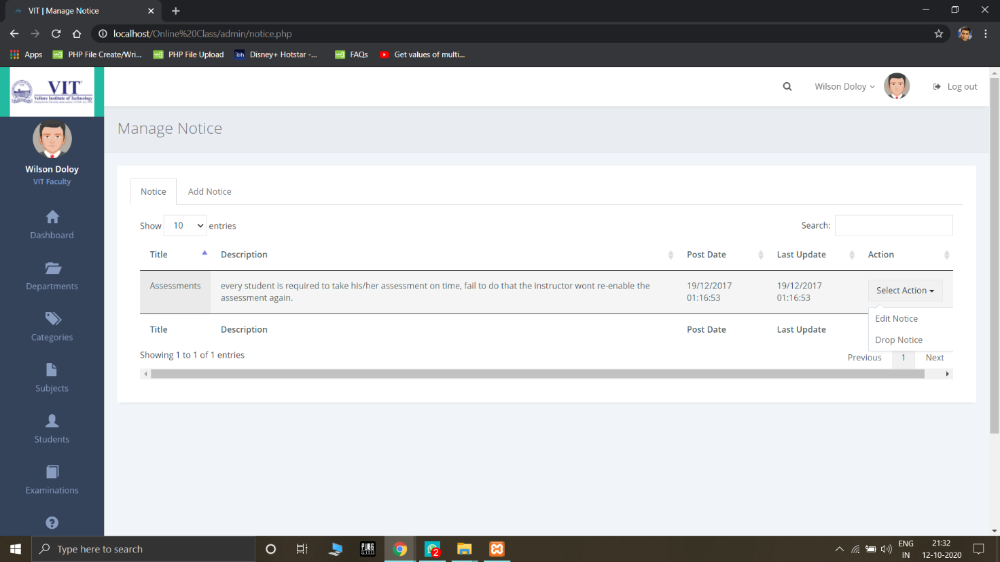 VIT | Manage Notice
localhost/Online%20Class/admin/notice.php
Apps
PHP File Create/Wri...
PHP File Upload
Disney+ Hotstar -...
FAQs
Get values of multi...
VIT
Vellore Institute of Technology
Wilson Doloy
Log out
Manage Notice
Wilson Doloy
VIT Faculty
Dashboard
Departments
Categories
Subjects
Students
Examinations
Notice
Add Notice
Show 10 entries
Search:
Title Description Post Date Last Update Action
Assessments
every student is required to take his/her assessment on time, fail to do that the instructor wont re-enable the
assessment again.
19/12/2017
01:16:53
19/12/2017
01:16:53
Select Action
Edit Notice
Drop Notice
Title Description Post Date Last Update
Showing 1 to 1 of 1 entries
Previous 1 Next
Type here to search
PUBG
2
ENG
IN
21:32
12-10-2020